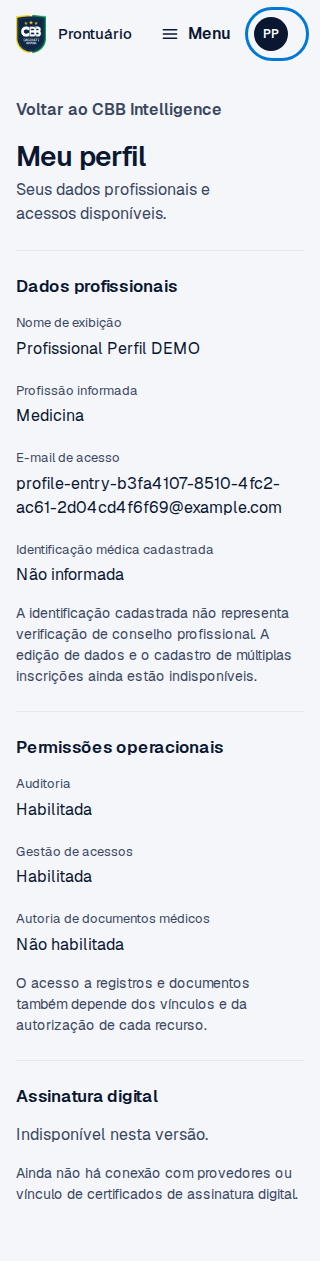 CBB
Prontuário
Menu
PP
Voltar ao CBB Intelligence
Meu perfil
Seus dados profissionais e
acessos disponíveis.
Dados profissionais
Nome de exibição
Profissional Perfil DEMO
Profissão informada
Medicina
E-mail de acesso
profile-entry-b3fa4107-8510-4fc2-
ac61-2d04cd4f6f69@example.com
Identificação médica cadastrada
Não informada
A identificação cadastrada não representa
verificação de conselho profissional. A
edição de dados e o cadastro de múltiplas
inscrições ainda estão indisponíveis.
Permissões operacionais
Auditoria
Habilitada
Gestão de acessos
Habilitada
Autoria de documentos médicos
Não habilitada
O acesso a registros e documentos
também depende dos vínculos e da
autorização de cada recurso.
Assinatura digital
Indisponível nesta versão.
Ainda não há conexão com provedores ou
vínculo de certificados de assinatura digital.